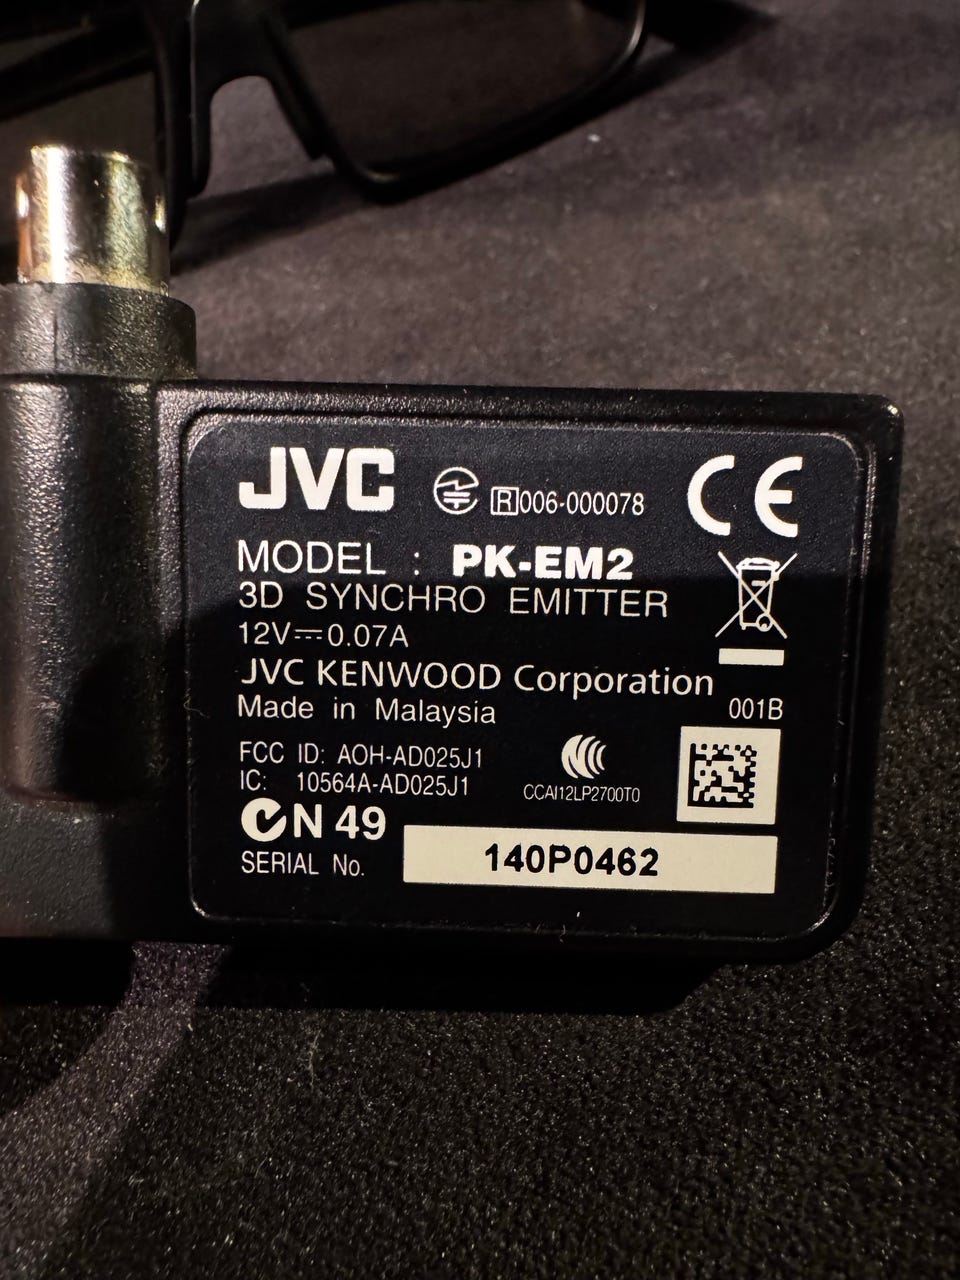 JVC R006-000078 CE
MODEL : PK-EM2
3D SYNCHRO EMITTER
12V⎓0.07A
JVC KENWOOD Corporation
Made in Malaysia 001B
FCC ID: AOH-AD025J1
IC: 10564A-AD025J1 CCAI12LP2700T0
N 49
SERIAL No. 140P0462